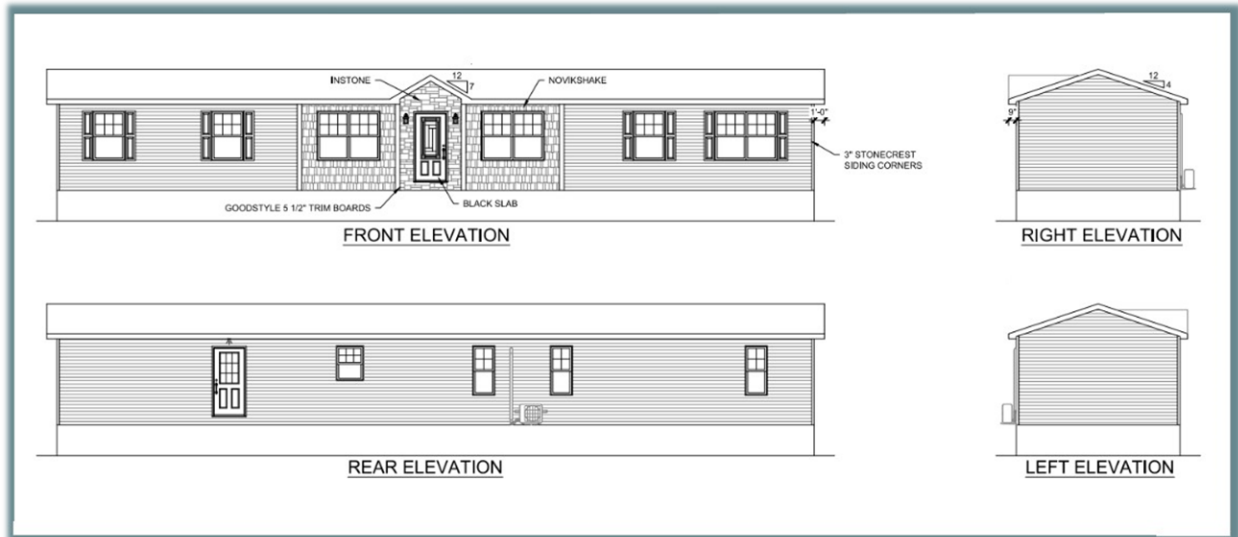 INSTONE
12
7
NOVIKSHAKE
1'-0"
3" STONECREST
SIDING CORNERS
GOODSTYLE 5 1/2" TRIM BOARDS
BLACK SLAB
FRONT ELEVATION
12
4
9"
RIGHT ELEVATION
REAR ELEVATION
LEFT ELEVATION